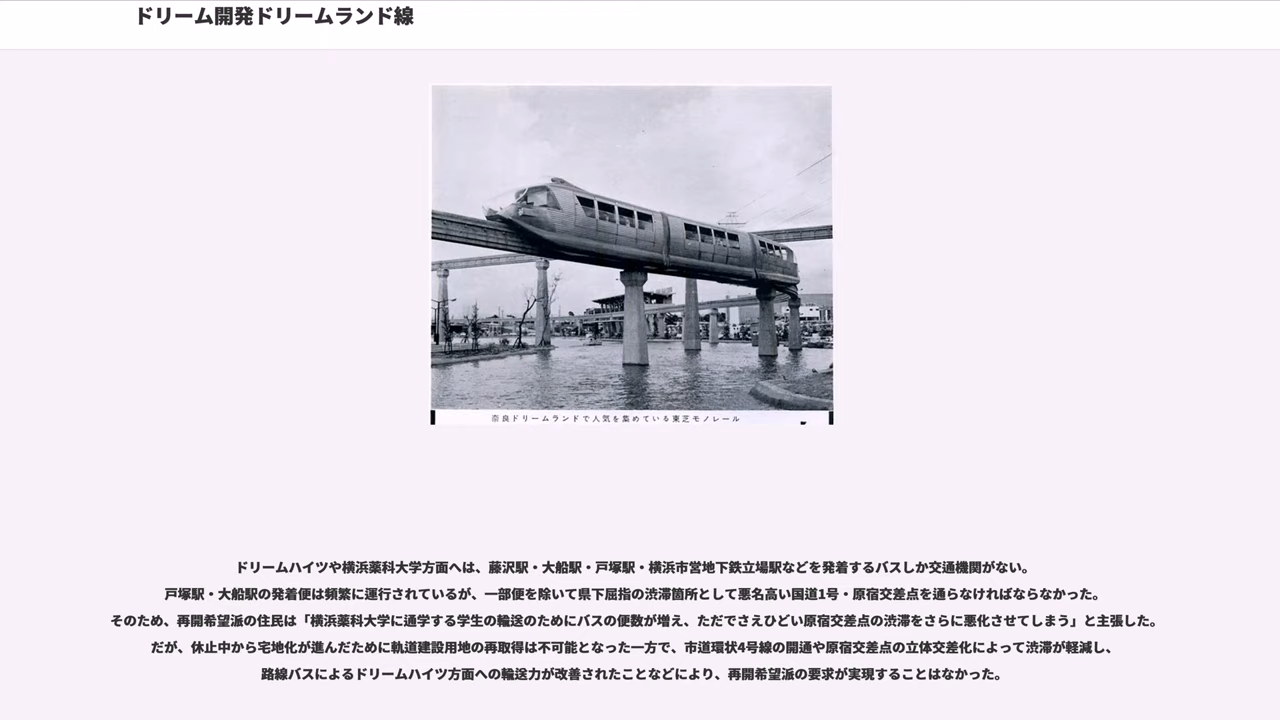 ドリーム開発ドリームランド線
奈良ドリームランドで人気を集めている東芝モノレール
ドリームハイツや横浜薬科大学方面へは、藤沢駅・大船駅・戸塚駅・横浜市営地下鉄立場駅などを発着するバスしか交通機関がない。
戸塚駅・大船駅の発着便は頻繁に運行されているが、一部便を除いて県下屈指の渋滞箇所として悪名高い国道1号・原宿交差点を通らなければならなかった。
そのため、再開希望派の住民は「横浜薬科大学に通学する学生の輸送のためにバスの便数が増え、ただでさえひどい原宿交差点の渋滞をさらに悪化させてしまう」と主張した。
だが、休止中から宅地化が進んだために軌道建設用地の再取得は不可能となった一方で、市道環状4号線の開通や原宿交差点の立体交差化によって渋滞が軽減し、
路線バスによるドリームハイツ方面への輸送力が改善されたことなどにより、再開希望派の要求が実現することはなかった。